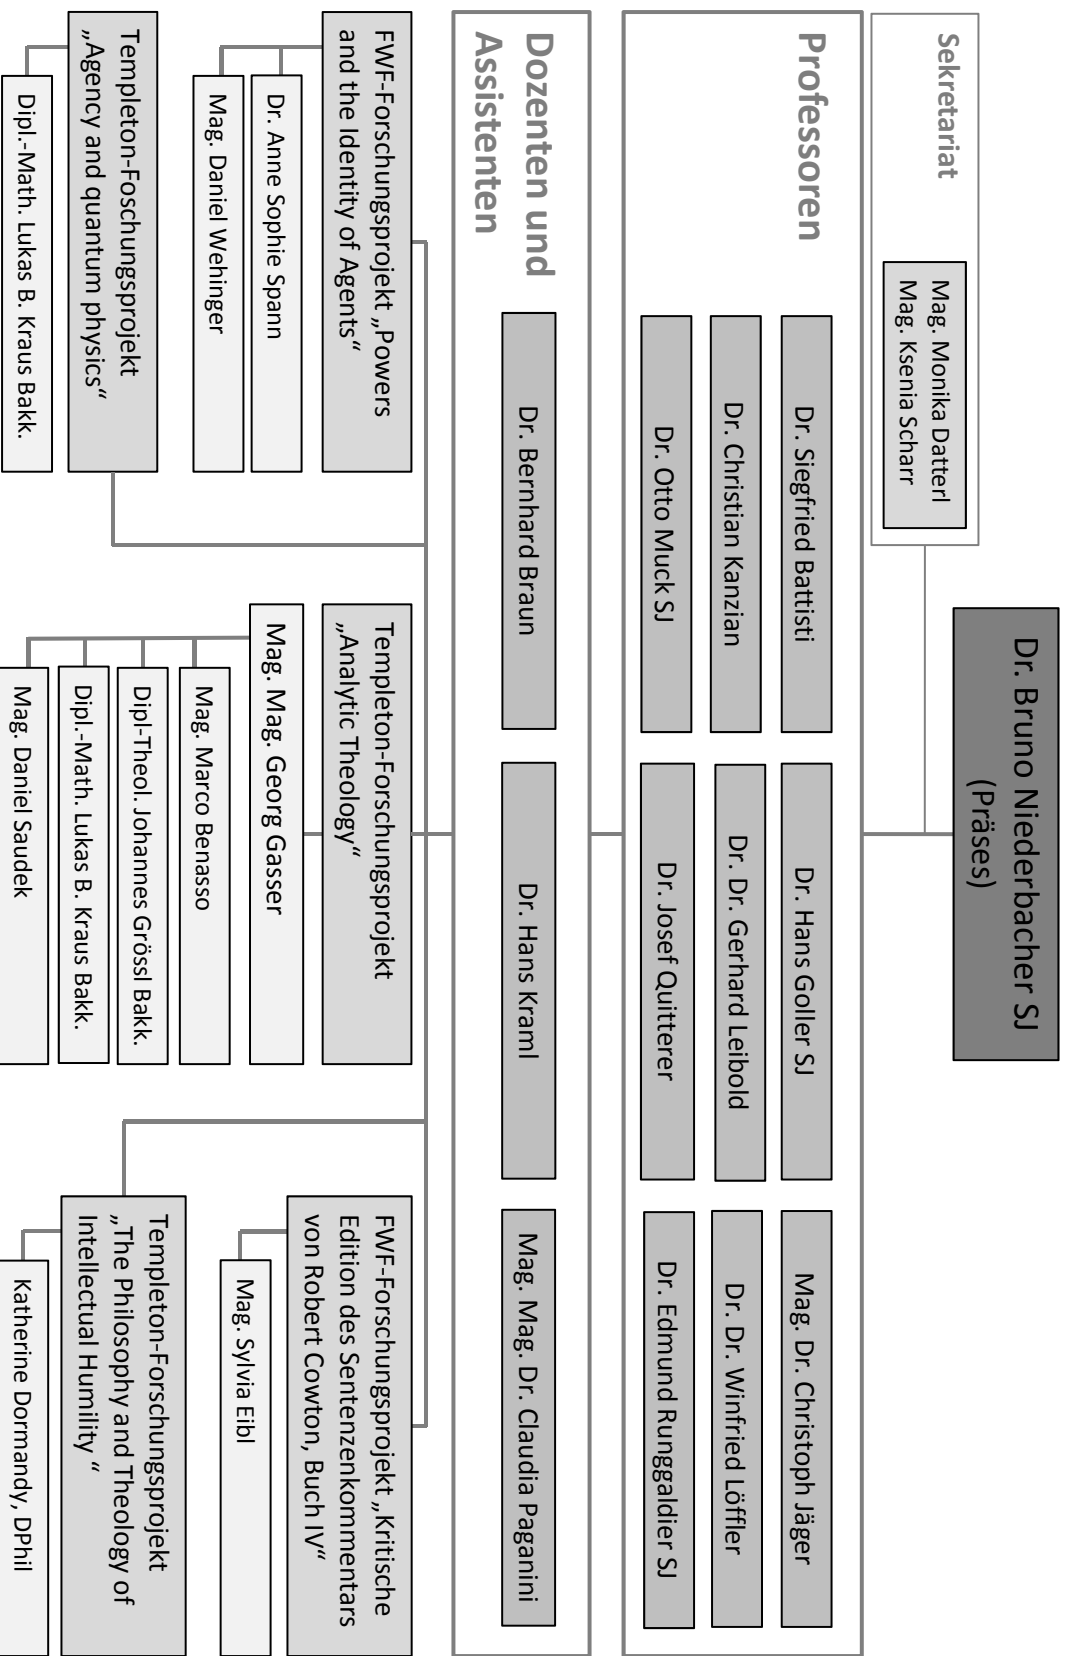 Dr. Bruno Niederbacher SJ
(Präses)
Sekretariat
Mag. Monika Datterl
Mag. Ksenia Scharr
Professoren
Dr. Siegfried Battisti
Dr. Hans Goller SJ
Mag. Dr. Christoph Jäger
Dr. Christian Kanzian
Dr. Dr. Gerhard Leibold
Dr. Dr. Winfried Löffler
Dr. Otto Muck SJ
Dr. Josef Quitterer
Dr. Edmund Runggaldier SJ
Dozenten und
Assistenten
Dr. Bernhard Braun
Dr. Hans Kraml
Mag. Mag. Dr. Claudia Paganini
FWF-Forschungsprojekt „Powers
and the Identity of Agents“
Dr. Anne Sophie Spann
Mag. Daniel Wehinger
Templeton-Foschungsprojekt
„Agency and quantum physics“
Dipl.-Math. Lukas B. Kraus Bakk.
Templeton-Forschungsprojekt
„Analytic Theology“
Mag. Mag. Georg Gasser
Mag. Marco Benasso
Dipl-Theol. Johannes Grössl Bakk.
Dipl.-Math. Lukas B. Kraus Bakk.
Mag. Daniel Saudek
FWF-Forschungsprojekt „Kritische
Edition des Sentenzenkommentars
von Robert Cowton, Buch IV“
Mag. Sylvia Eibl
Templeton-Forschungsprojekt
„The Philosophy and Theology of
Intellectual Humility “
Katherine Dormandy, DPhil